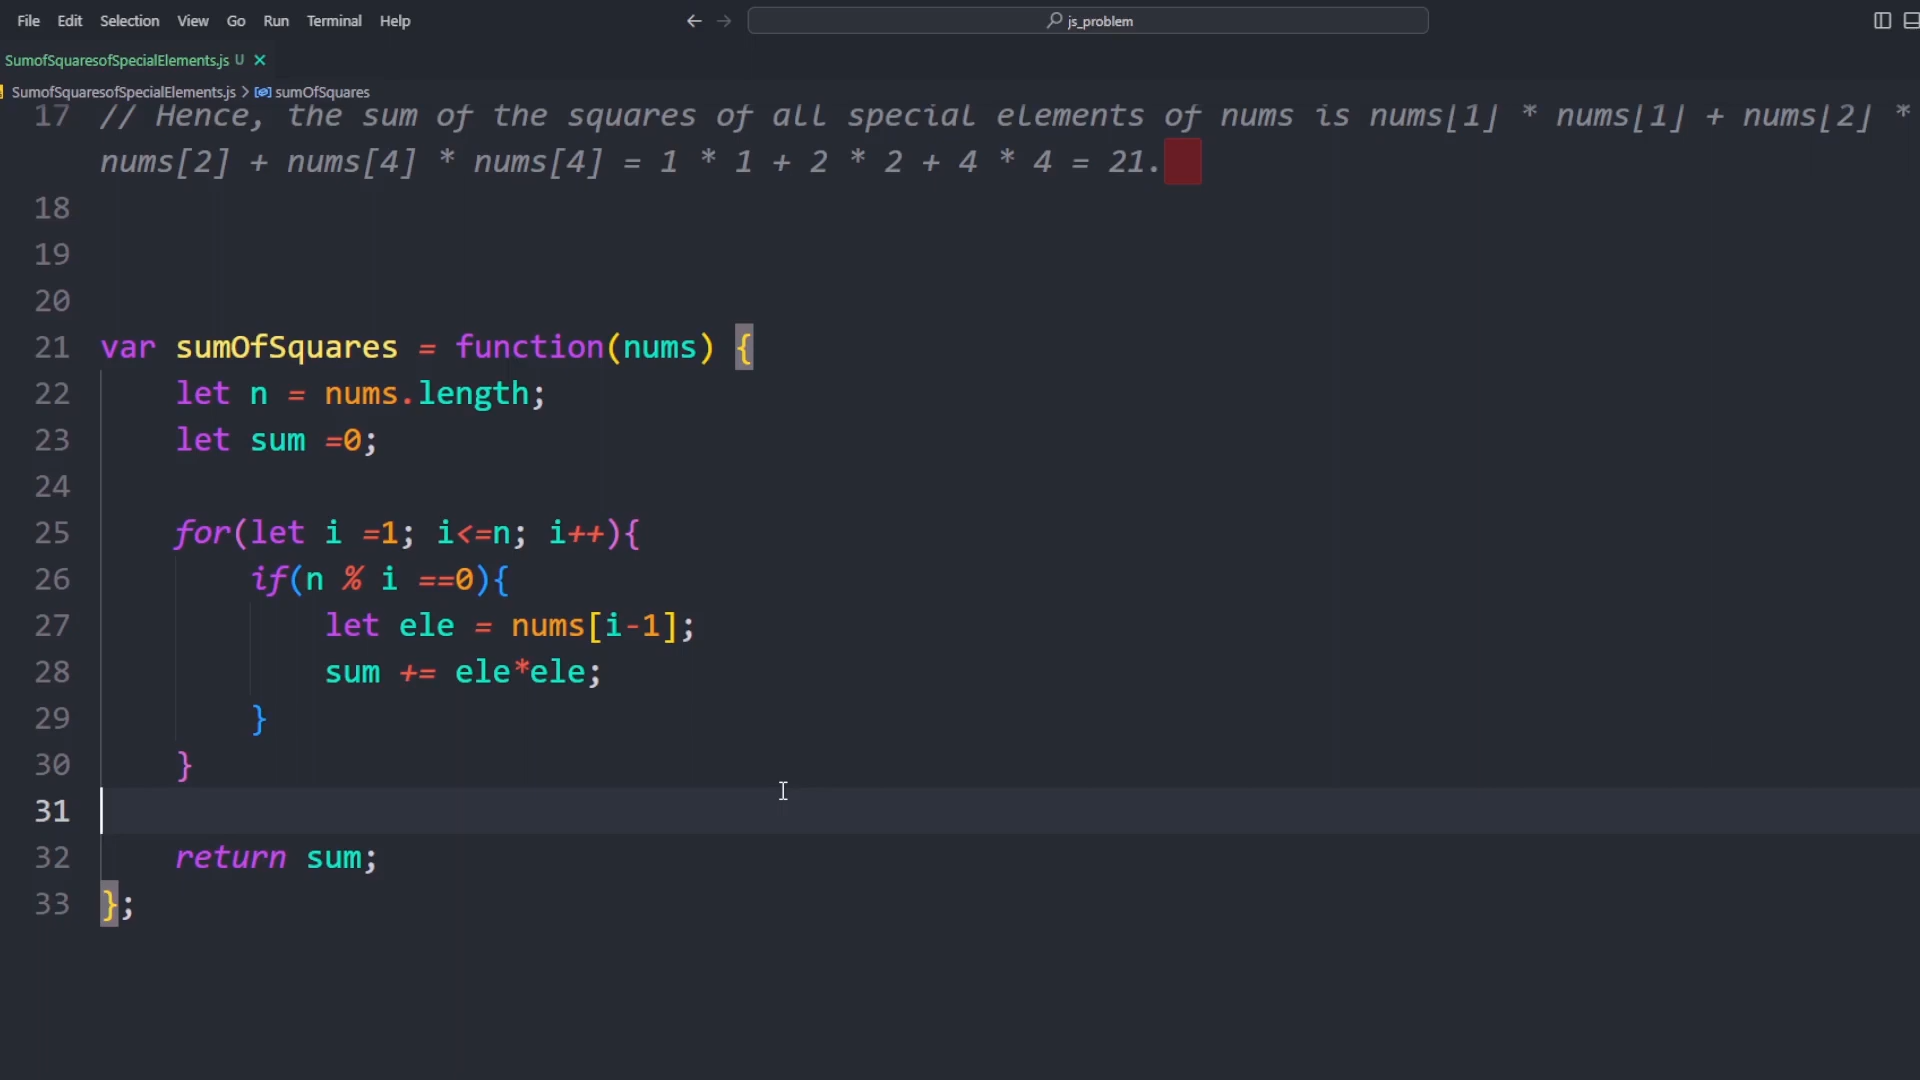 File Edit Selection View Go Run Terminal Help
js_problem
SumofSquaresofSpecialElements.js U
SumofSquaresofSpecialElements.js > sumOfSquares
17 // Hence, the sum of the squares of all special elements of nums is nums[1] * nums[1] + nums[2] *
nums[2] + nums[4] * nums[4] = 1 * 1 + 2 * 2 + 4 * 4 = 21.
18
19
20
21 var sumOfSquares = function(nums) {
22 let n = nums.length;
23 let sum =0;
24
25 for(let i =1; i<=n; i++){
26 if(n % i ==0){
27 let ele = nums[i-1];
28 sum += ele*ele;
29 }
30 }
31
32 return sum;
33 };